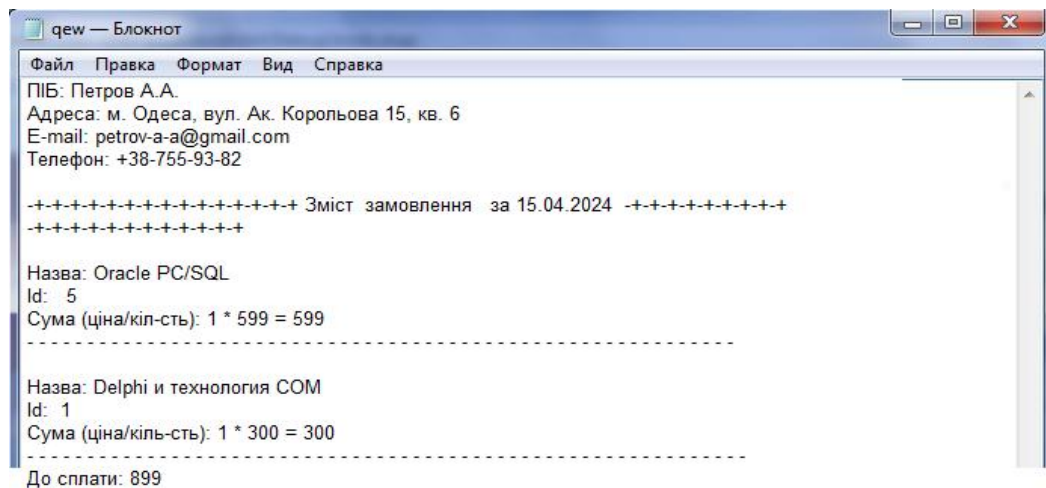 qew — Блокнот
Файл Правка Формат Вид Справка
ПІБ: Петров А.А.
Адреса: м. Одеса, вул. Ак. Корольова 15, кв. 6
E-mail: petrov-a-a@gmail.com
Телефон: +38-755-93-82
-+-+-+-+-+-+-+-+-+-+-+-+-+-+-+ Зміст замовлення за 15.04.2024 -+-+-+-+-+-+-+-+-+
-+-+-+-+-+-+-+-+-+-+-+-+
Назва: Oracle PC/SQL
Id: 5
Сума (ціна/кіл-сть): 1 * 599 = 599
- - - - - - - - - - - - - - - - - - - - - - - - - - - - - - - - - - - - - - - - - - - - - - - - - - - - - - - - - - -
Назва: Delphi и технология COM
Id: 1
Сума (ціна/кіль-сть): 1 * 300 = 300
- - - - - - - - - - - - - - - - - - - - - - - - - - - - - - - - - - - - - - - - - - - - - - - - - - - - - - - - - - - -
До сплати: 899